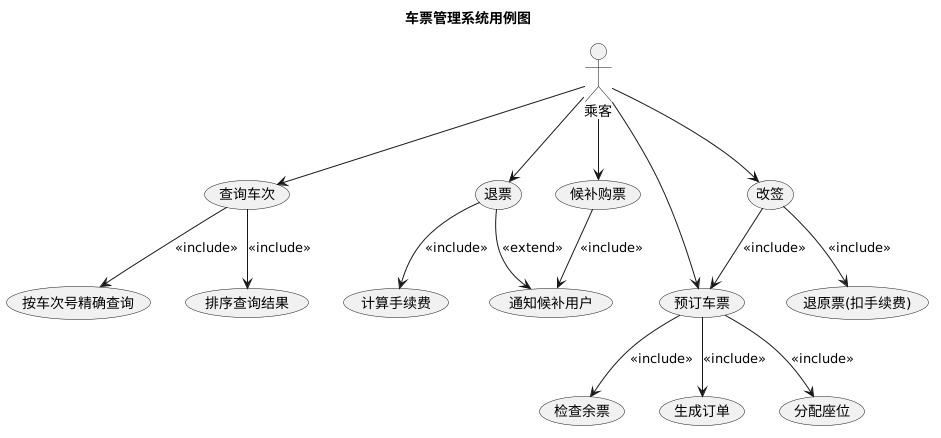 车票管理系统用例图
乘客
查询车次
退票
候补购票
改签
«include»
«include»
«include»
«extend»
«include»
«include»
«include»
按车次号精确查询
排序查询结果
计算手续费
通知候补用户
预订车票
退原票(扣手续费)
«include»
«include»
«include»
检查余票
生成订单
分配座位